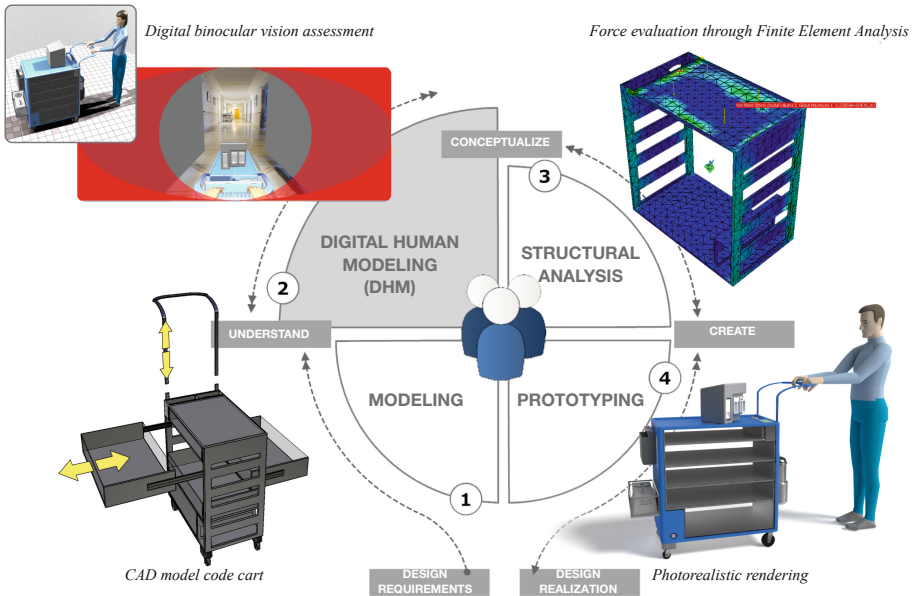 Digital binocular vision assessment
Force evaluation through Finite Element Analysis
CONCEPTUALIZE
3
DIGITAL HUMAN
MODELING
(DHM)
STRUCTURAL
ANALYSIS
2
UNDERSTAND
CREATE
MODELING
PROTOTYPING
4
1
CAD model code cart
DESIGN
REQUIREMENTS
DESIGN
REALIZATION
Photorealistic rendering